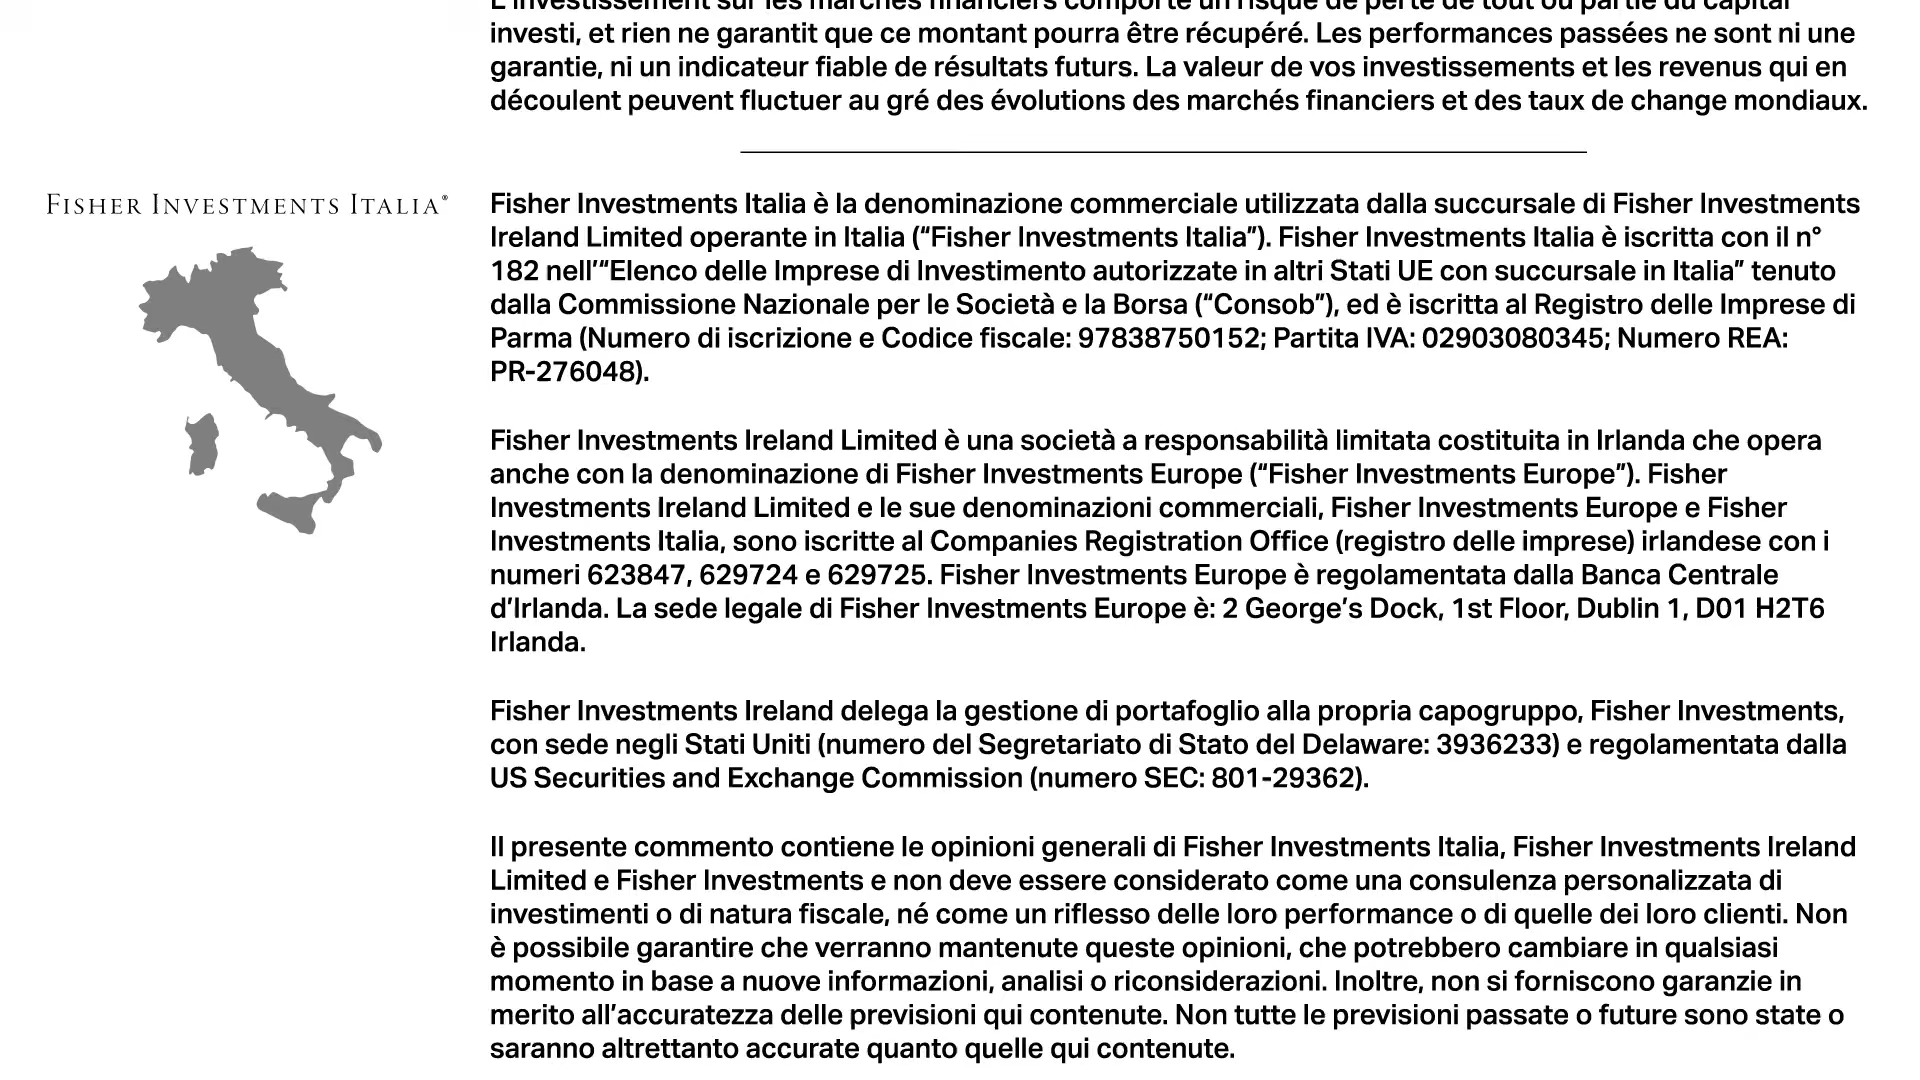 L'investissement sur les marchés financiers comporte un risque de perte de tout ou partie du capital
investi, et rien ne garantit que ce montant pourra être récupéré. Les performances passées ne sont ni une
garantie, ni un indicateur fiable de résultats futurs. La valeur de vos investissements et les revenus qui en
découlent peuvent fluctuer au gré des évolutions des marchés financiers et des taux de change mondiaux.
FISHER INVESTMENTS ITALIA®
Fisher Investments Italia è la denominazione commerciale utilizzata dalla succursale di Fisher Investments
Ireland Limited operante in Italia (“Fisher Investments Italia”). Fisher Investments Italia è iscritta con il n°
182 nell’“Elenco delle Imprese di Investimento autorizzate in altri Stati UE con succursale in Italia” tenuto
dalla Commissione Nazionale per le Società e la Borsa (“Consob”), ed è iscritta al Registro delle Imprese di
Parma (Numero di iscrizione e Codice fiscale: 97838750152; Partita IVA: 02903080345; Numero REA:
PR-276048).
Fisher Investments Ireland Limited è una società a responsabilità limitata costituita in Irlanda che opera
anche con la denominazione di Fisher Investments Europe (“Fisher Investments Europe”). Fisher
Investments Ireland Limited e le sue denominazioni commerciali, Fisher Investments Europe e Fisher
Investments Italia, sono iscritte al Companies Registration Office (registro delle imprese) irlandese con i
numeri 623847, 629724 e 629725. Fisher Investments Europe è regolamentata dalla Banca Centrale
d’Irlanda. La sede legale di Fisher Investments Europe è: 2 George’s Dock, 1st Floor, Dublin 1, D01 H2T6
Irlanda.
Fisher Investments Ireland delega la gestione di portafoglio alla propria capogruppo, Fisher Investments,
con sede negli Stati Uniti (numero del Segretariato di Stato del Delaware: 3936233) e regolamentata dalla
US Securities and Exchange Commission (numero SEC: 801-29362).
Il presente commento contiene le opinioni generali di Fisher Investments Italia, Fisher Investments Ireland
Limited e Fisher Investments e non deve essere considerato come una consulenza personalizzata di
investimenti o di natura fiscale, né come un riflesso delle loro performance o di quelle dei loro clienti. Non
è possibile garantire che verranno mantenute queste opinioni, che potrebbero cambiare in qualsiasi
momento in base a nuove informazioni, analisi o riconsiderazioni. Inoltre, non si forniscono garanzie in
merito all’accuratezza delle previsioni qui contenute. Non tutte le previsioni passate o future sono state o
saranno altrettanto accurate quanto quelle qui contenute.